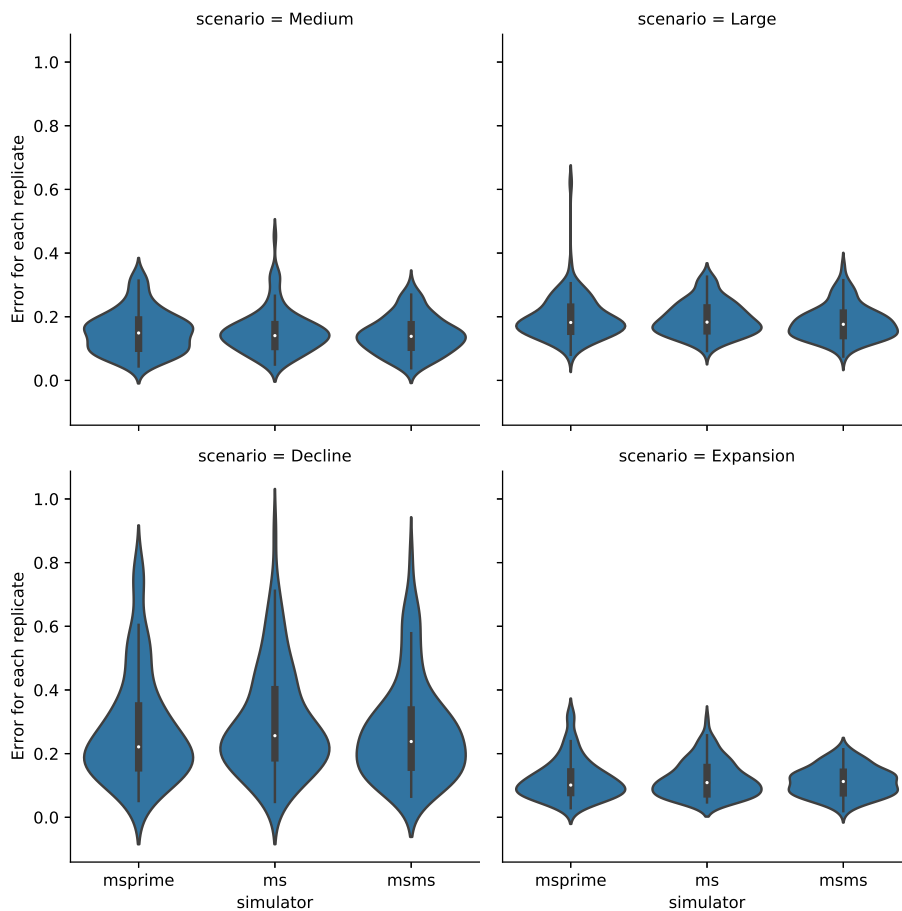 scenario = Medium
scenario = Large
1.0
0.8
0.6
0.4
0.2
0.0
Error for each replicate
scenario = Decline
scenario = Expansion
1.0
0.8
0.6
0.4
0.2
0.0
Error for each replicate
msprime ms msms
simulator
msprime ms msms
simulator